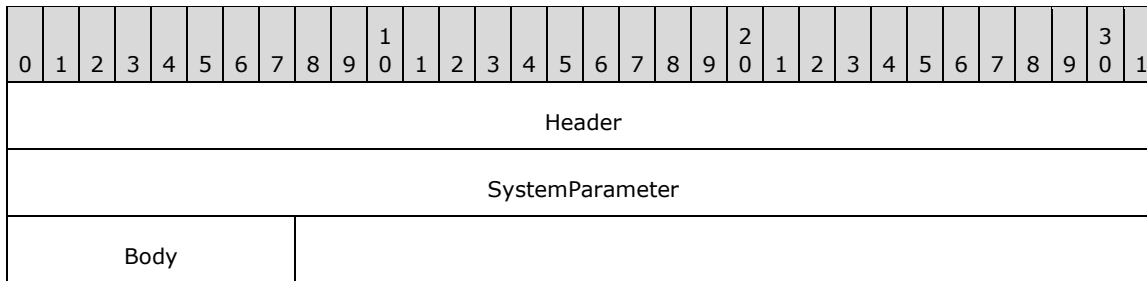 1 2 3
0 1 2 3 4 5 6 7 8 9 0 1 2 3 4 5 6 7 8 9 0 1 2 3 4 5 6 7 8 9 0 1
Header
SystemParameter
Body